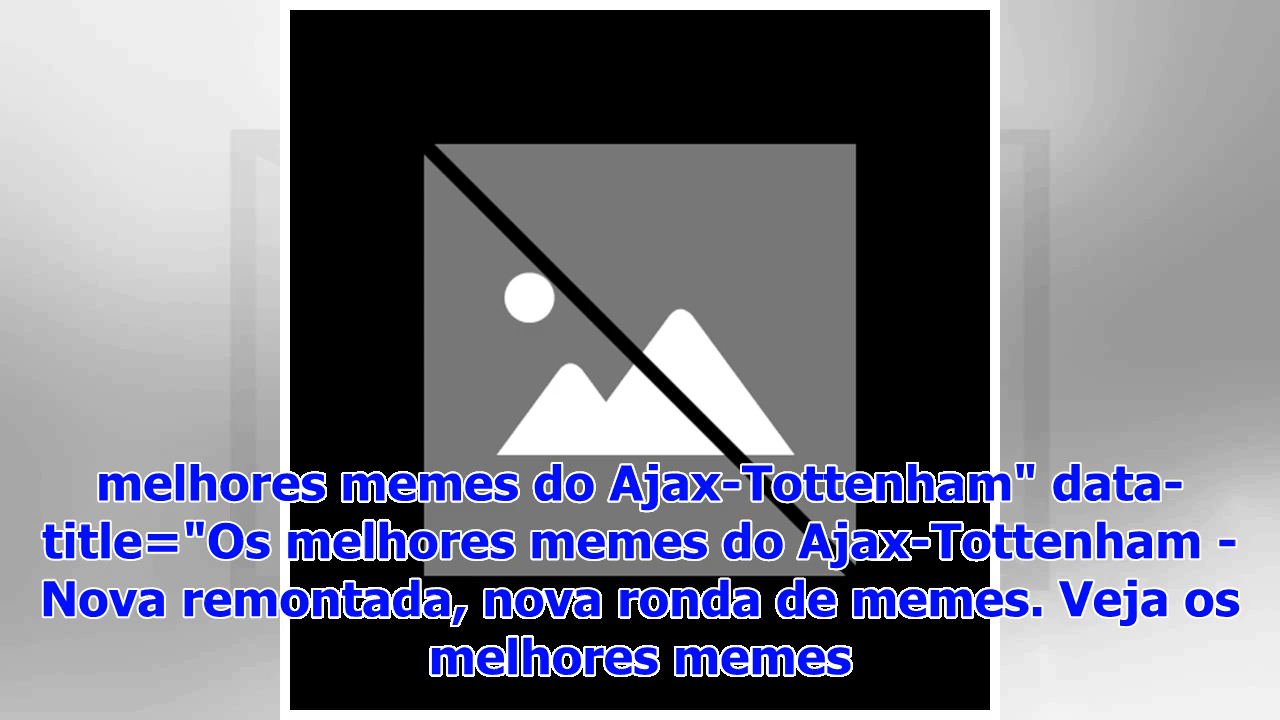 melhores memes do Ajax-Tottenham" data-
title="Os melhores memes do Ajax-Tottenham -
Nova remontada, nova ronda de memes. Veja os
melhores memes